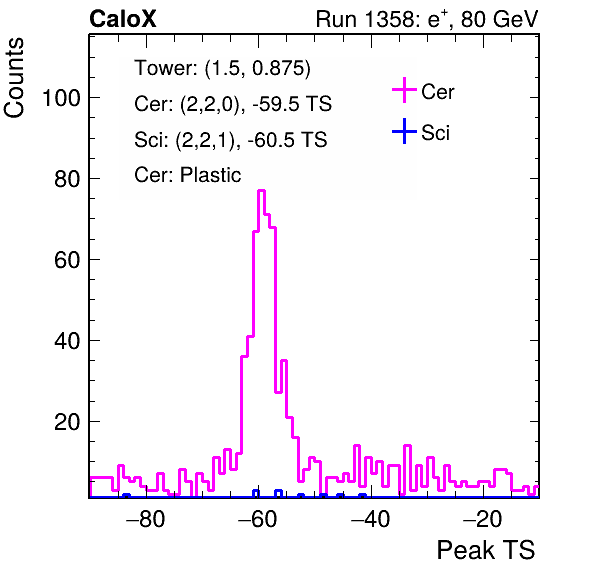 CaloX Run 1358: e⁺, 80 GeV
Counts
Tower: (1.5, 0.875)
Cer: (2,2,0), -59.5 TS
Sci: (2,2,1), -60.5 TS
Cer: Plastic
Cer
Sci
100
80
60
40
20
−80 −60 −40 −20
Peak TS